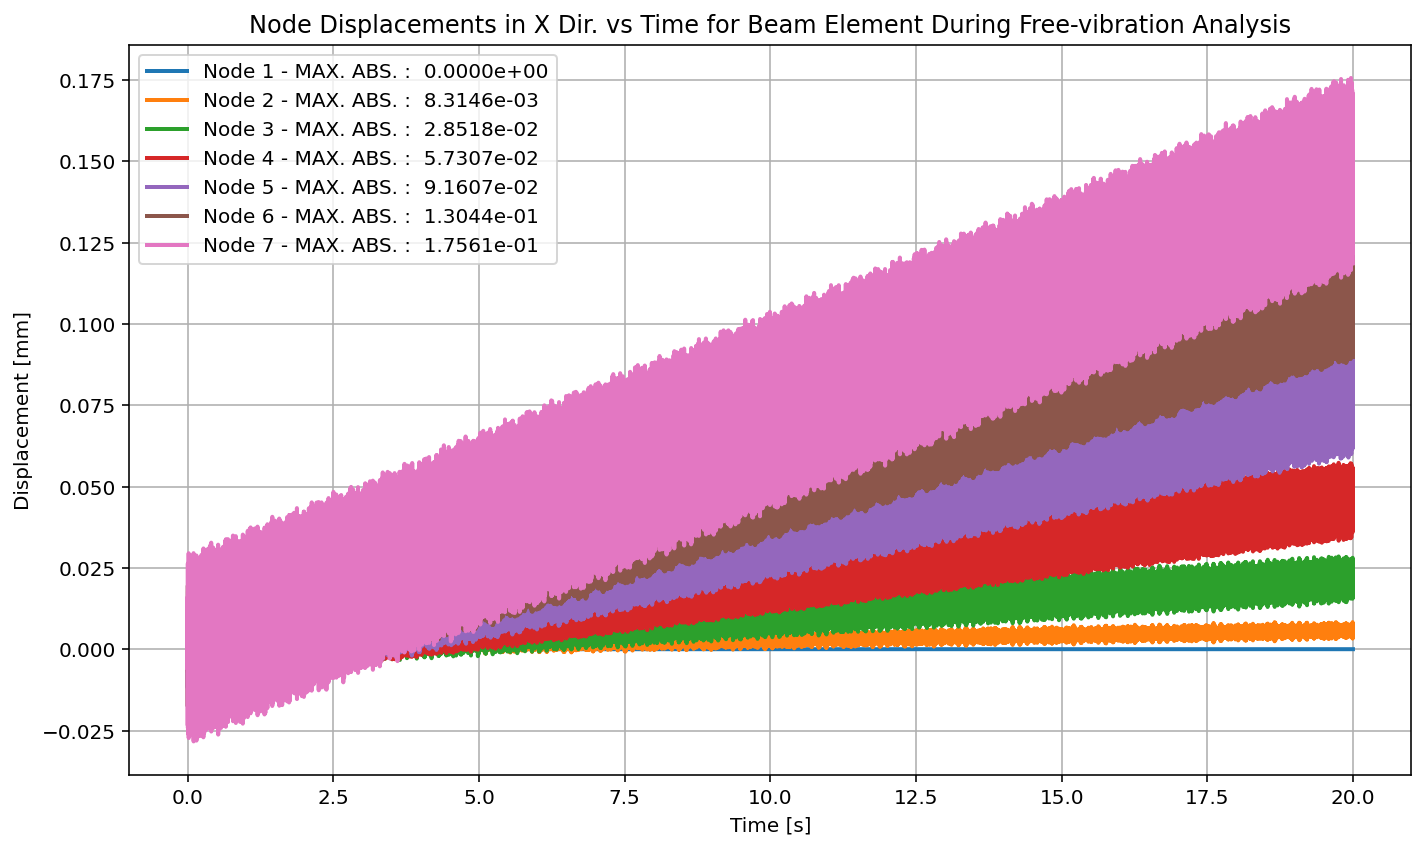 Node Displacements in X Dir. vs Time for Beam Element During Free-vibration Analysis
Node 1 - MAX. ABS. : 0.0000e+00
Node 2 - MAX. ABS. : 8.3146e-03
Node 3 - MAX. ABS. : 2.8518e-02
Node 4 - MAX. ABS. : 5.7307e-02
Node 5 - MAX. ABS. : 9.1607e-02
Node 6 - MAX. ABS. : 1.3044e-01
Node 7 - MAX. ABS. : 1.7561e-01
Displacement [mm]
0.175
0.150
0.125
0.100
0.075
0.050
0.025
0.000
−0.025
0.0 2.5 5.0 7.5 10.0 12.5 15.0 17.5 20.0
Time [s]